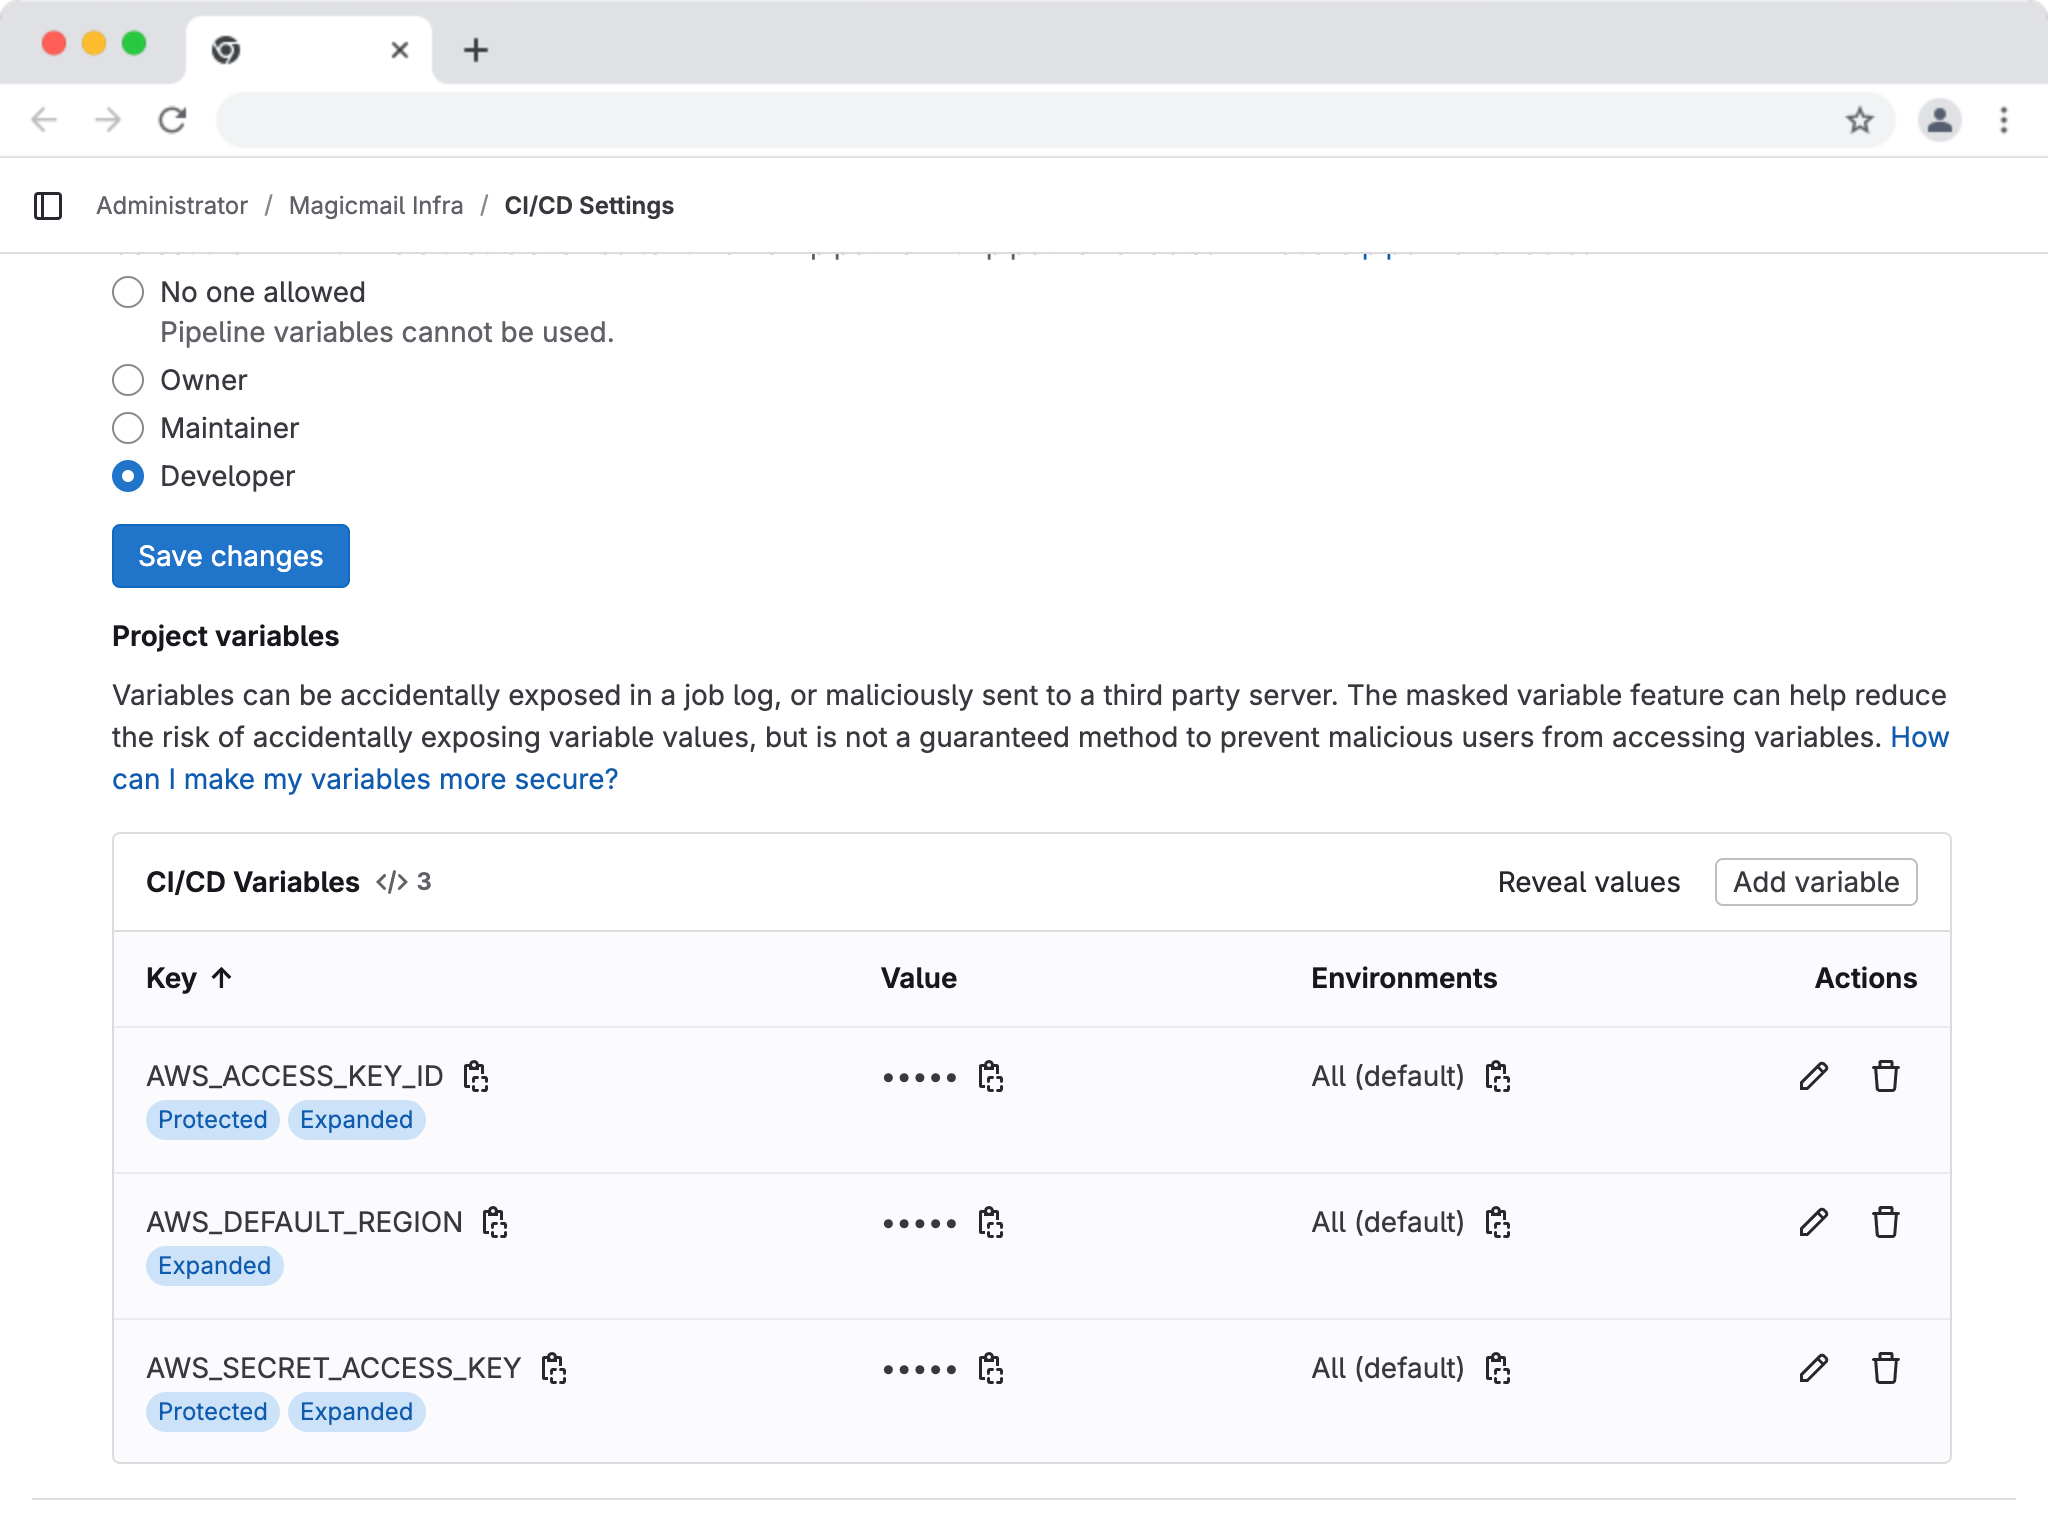 Administrator / Magicmail Infra / CI/CD Settings
No one allowed
Pipeline variables cannot be used.
Owner
Maintainer
Developer
Save changes
Project variables
Variables can be accidentally exposed in a job log, or maliciously sent to a third party server. The masked variable feature can help reduce
the risk of accidentally exposing variable values, but is not a guaranteed method to prevent malicious users from accessing variables. How
can I make my variables more secure?
CI/CD Variables </> 3 Reveal values Add variable
Key ↑ Value Environments Actions
AWS_ACCESS_KEY_ID ••••• All (default)
Protected Expanded
AWS_DEFAULT_REGION ••••• All (default)
Expanded
AWS_SECRET_ACCESS_KEY ••••• All (default)
Protected Expanded